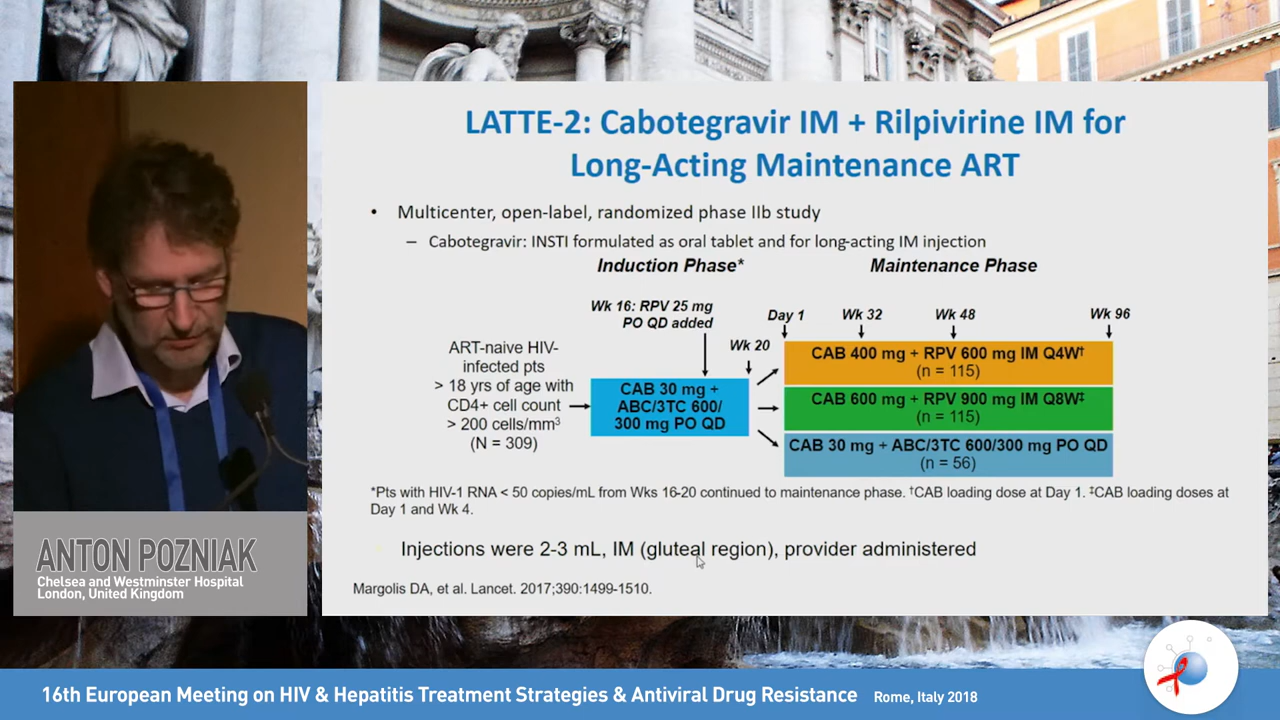 LATTE-2: Cabotegravir IM + Rilpivirine IM for
Long-Acting Maintenance ART
• Multicenter, open-label, randomized phase IIb study
– Cabotegravir: INSTI formulated as oral tablet and for long-acting IM injection
Induction Phase*
Maintenance Phase
Wk 16: RPV 25 mg
PO QD added
Wk 20
Day 1
Wk 32
Wk 48
Wk 96
ART-naive HIV-
infected pts
> 18 yrs of age with
CD4+ cell count
> 200 cells/mm³
(N = 309)
CAB 30 mg +
ABC/3TC 600/
300 mg PO QD
CAB 400 mg + RPV 600 mg IM Q4W†
(n = 115)
CAB 600 mg + RPV 900 mg IM Q8W‡
(n = 115)
CAB 30 mg + ABC/3TC 600/300 mg PO QD
(n = 56)
*Pts with HIV-1 RNA < 50 copies/mL from Wks 16-20 continued to maintenance phase. †CAB loading dose at Day 1. ‡CAB loading doses at
Day 1 and Wk 4.
Injections were 2-3 mL, IM (gluteal region), provider administered
Margolis DA, et al. Lancet. 2017;390:1499-1510.
ANTON POZNIAK
Chelsea and Westminster Hospital
London, United Kingdom
16th European Meeting on HIV & Hepatitis Treatment Strategies & Antiviral Drug Resistance Rome, Italy 2018